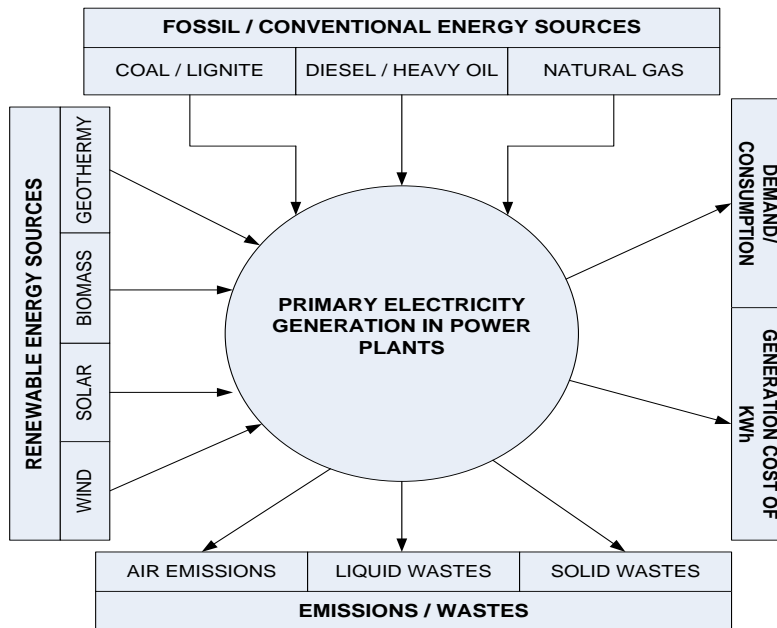 FOSSIL / CONVENTIONAL ENERGY SOURCES
COAL / LIGNITE
DIESEL / HEAVY OIL
NATURAL GAS
RENEWABLE ENERGY SOURCES
GEOTHERMY
BIOMASS
SOLAR
WIND
PRIMARY ELECTRICITY
GENERATION IN POWER
PLANTS
DEMAND/
CONSUMPTION
GENERATION COST OF
KWh
AIR EMISSIONS
LIQUID WASTES
SOLID WASTES
EMISSIONS / WASTES